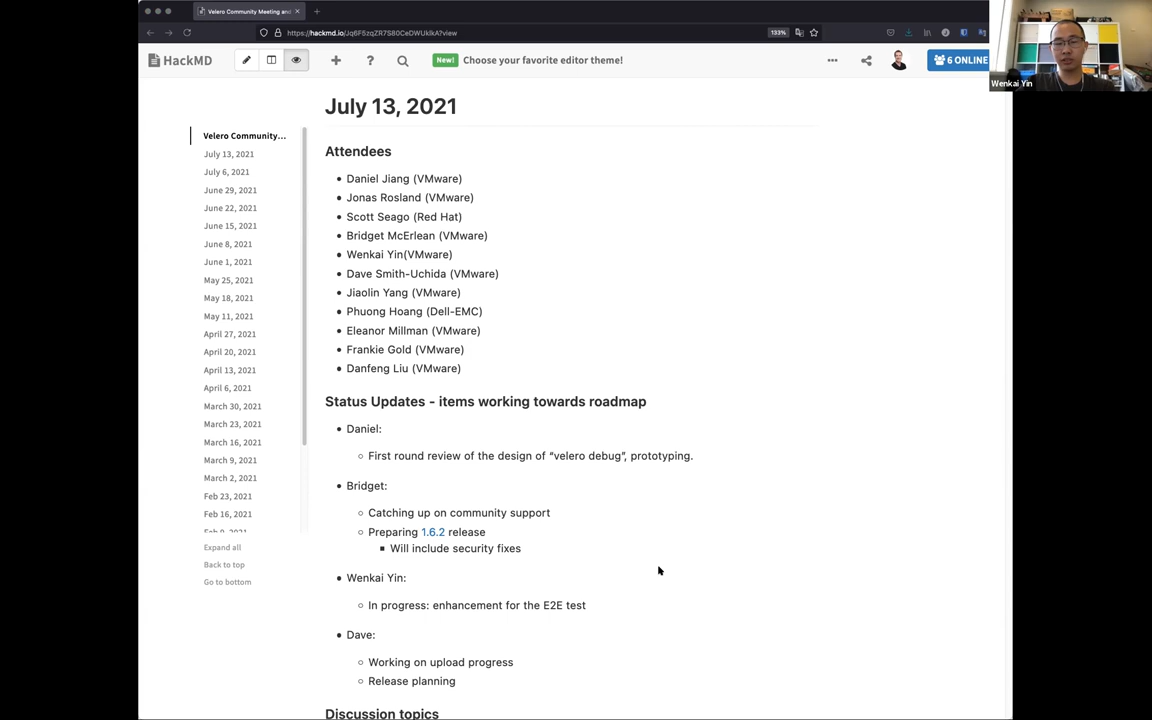 Velero Community Meeting and
https://hackmd.io/Jq6F5zqZR7S80CeDWUklkA?view
133%
HackMD
New!
Choose your favorite editor theme!
6 ONLINE
Wenkai Yin
Velero Community...
July 13, 2021
July 6, 2021
June 29, 2021
June 22, 2021
June 15, 2021
June 8, 2021
June 1, 2021
May 25, 2021
May 18, 2021
May 11, 2021
April 27, 2021
April 20, 2021
April 13, 2021
April 6, 2021
March 30, 2021
March 23, 2021
March 16, 2021
March 9, 2021
March 2, 2021
Feb 23, 2021
Feb 16, 2021
Feb 9, 2021
Expand all
Back to top
Go to bottom
July 13, 2021
Attendees
Daniel Jiang (VMware)
Jonas Rosland (VMware)
Scott Seago (Red Hat)
Bridget McErlean (VMware)
Wenkai Yin(VMware)
Dave Smith-Uchida (VMware)
Jiaolin Yang (VMware)
Phuong Hoang (Dell-EMC)
Eleanor Millman (VMware)
Frankie Gold (VMware)
Danfeng Liu (VMware)
Status Updates - items working towards roadmap
Daniel:
First round review of the design of “velero debug”, prototyping.
Bridget:
Catching up on community support
Preparing 1.6.2 release
Will include security fixes
Wenkai Yin:
In progress: enhancement for the E2E test
Dave:
Working on upload progress
Release planning
Discussion topics